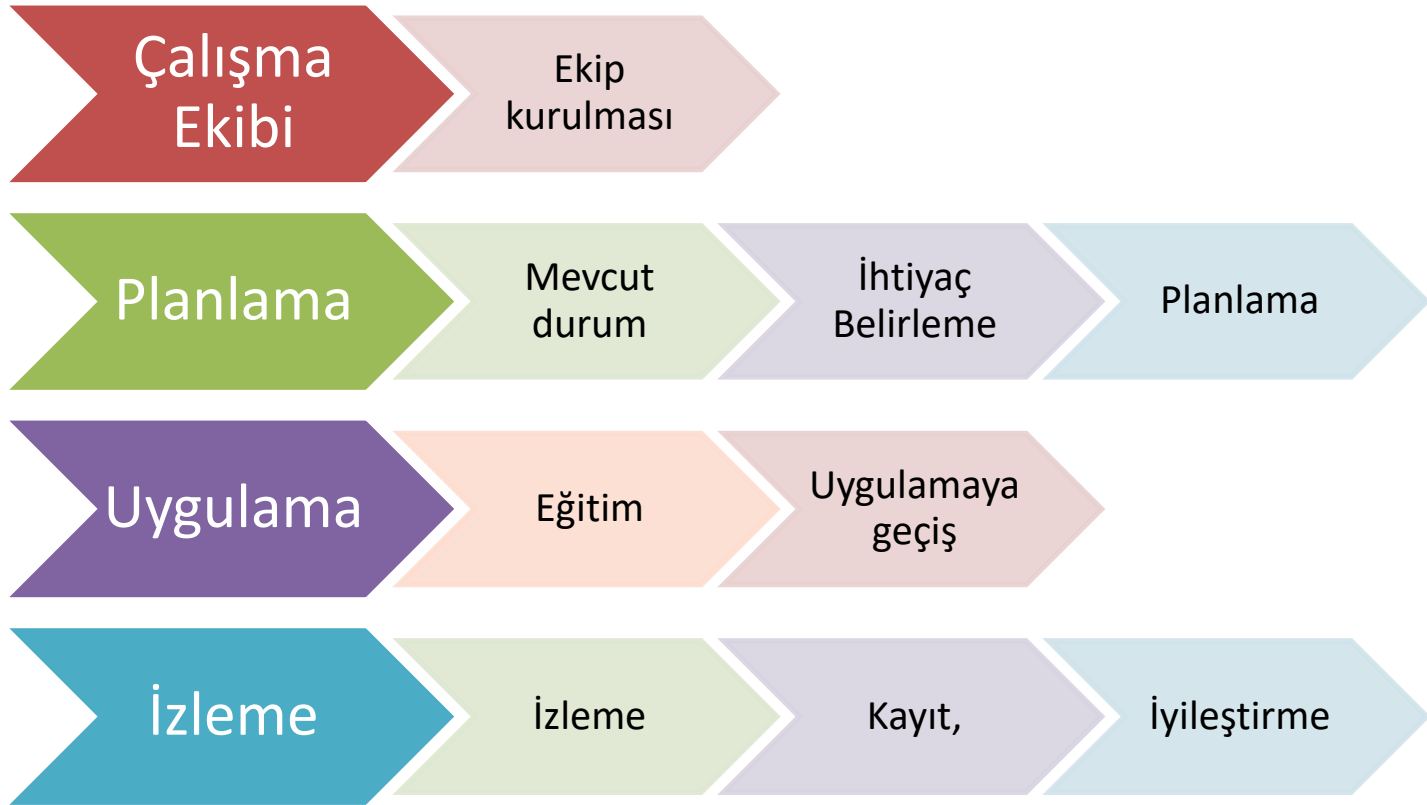 Çalışma
Ekibi
Ekip
kurulması
Planlama
Mevcut
durum
İhtiyaç
Belirleme
Planlama
Uygulama
Eğitim
Uygulamaya
geçiş
İzleme
İzleme
Kayıt,
İyileştirme